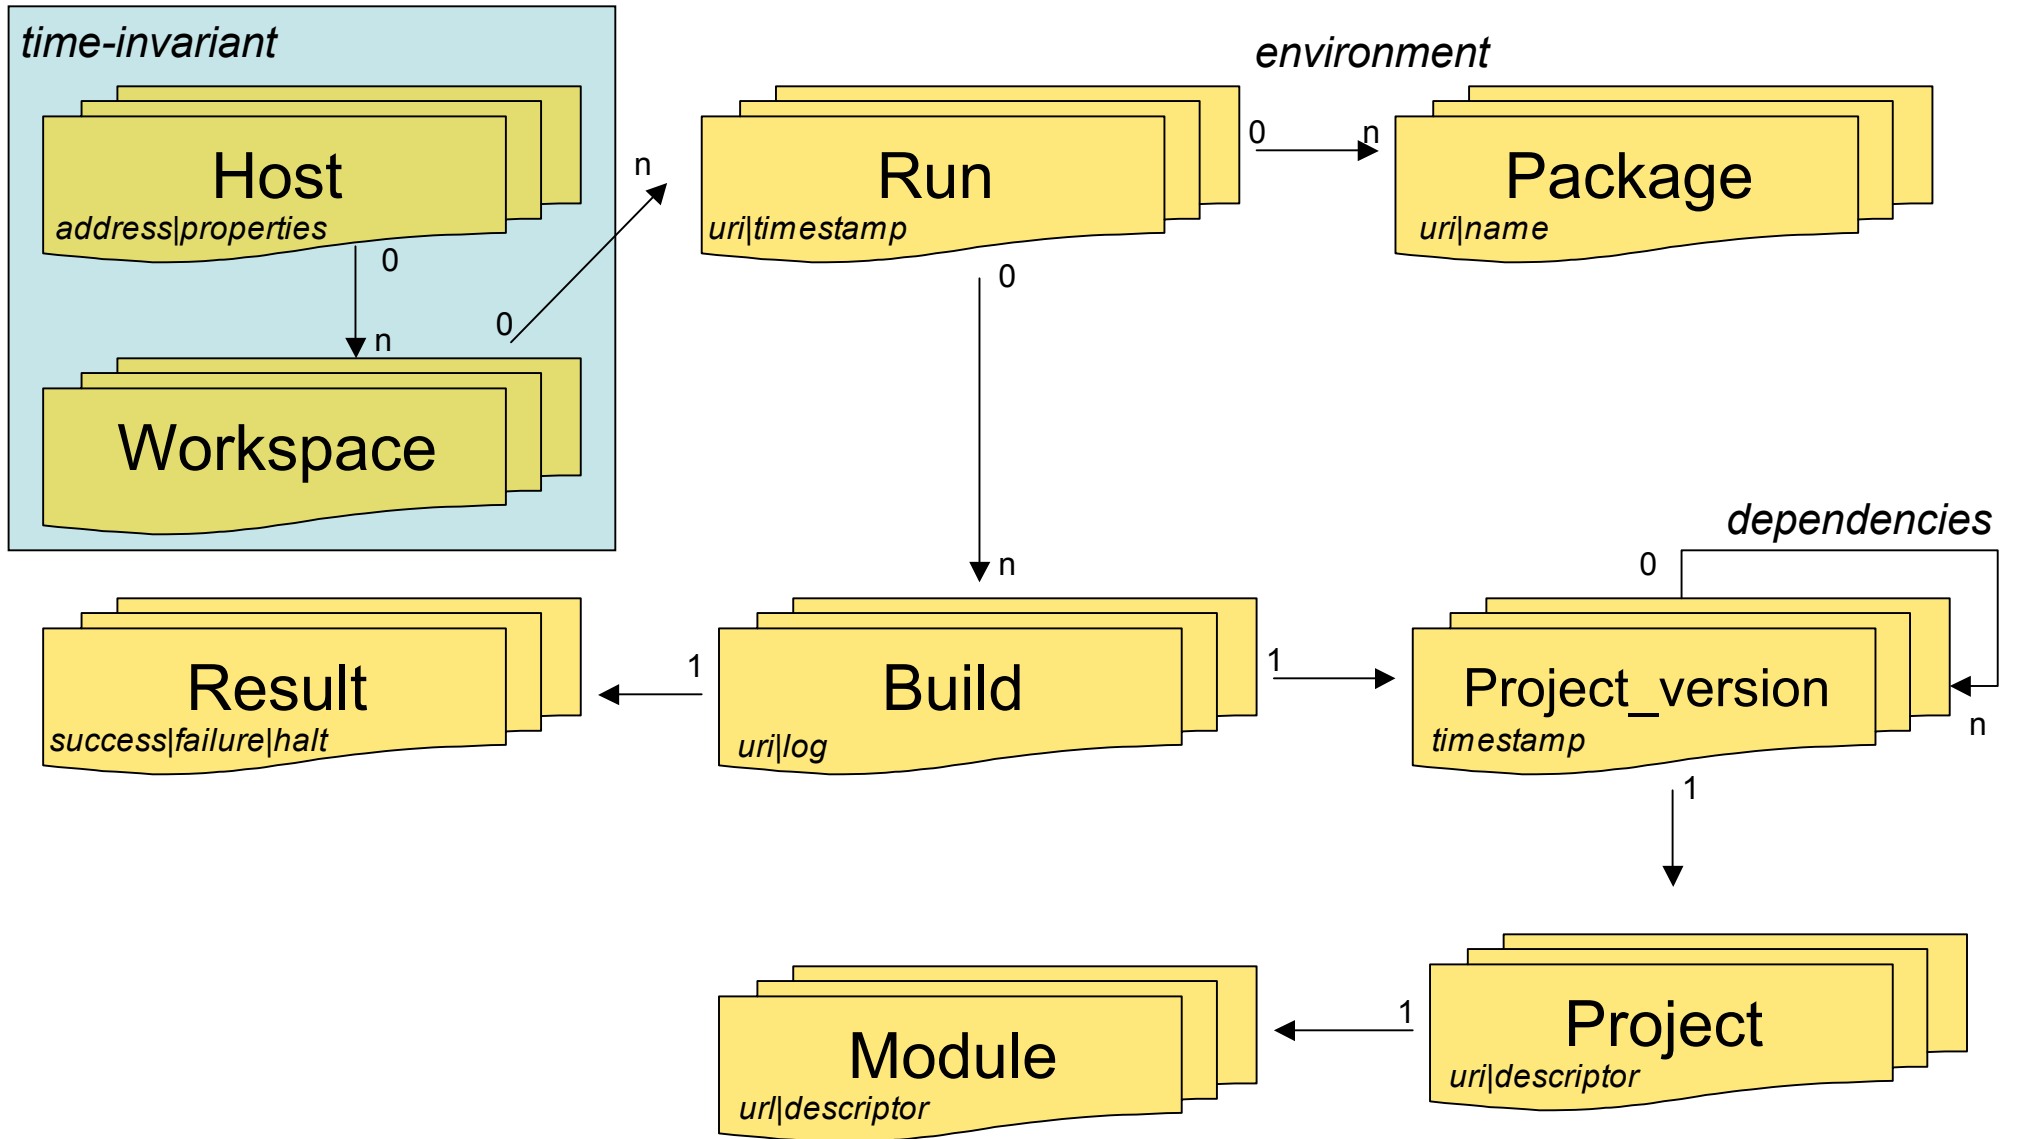 time-invariant
environment
Host
address|properties
0
n
Workspace
0
n
Run
uri|timestamp
0
n
Package
uri|name
0
n
dependencies
0
n
Result
success|failure|halt
1
Build
uri|log
1
Project_version
timestamp
1
Module
url|descriptor
1
Project
uri|descriptor